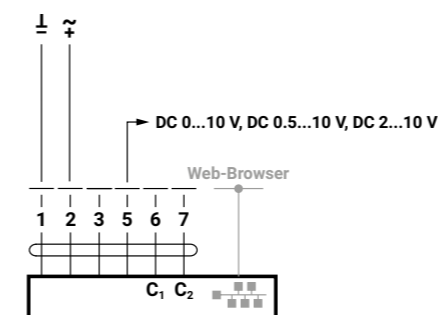 ⊥ ~
– +
DC 0...10 V, DC 0.5...10 V, DC 2...10 V
Web-Browser
1 2 3 5 6 7
C₁ C₂